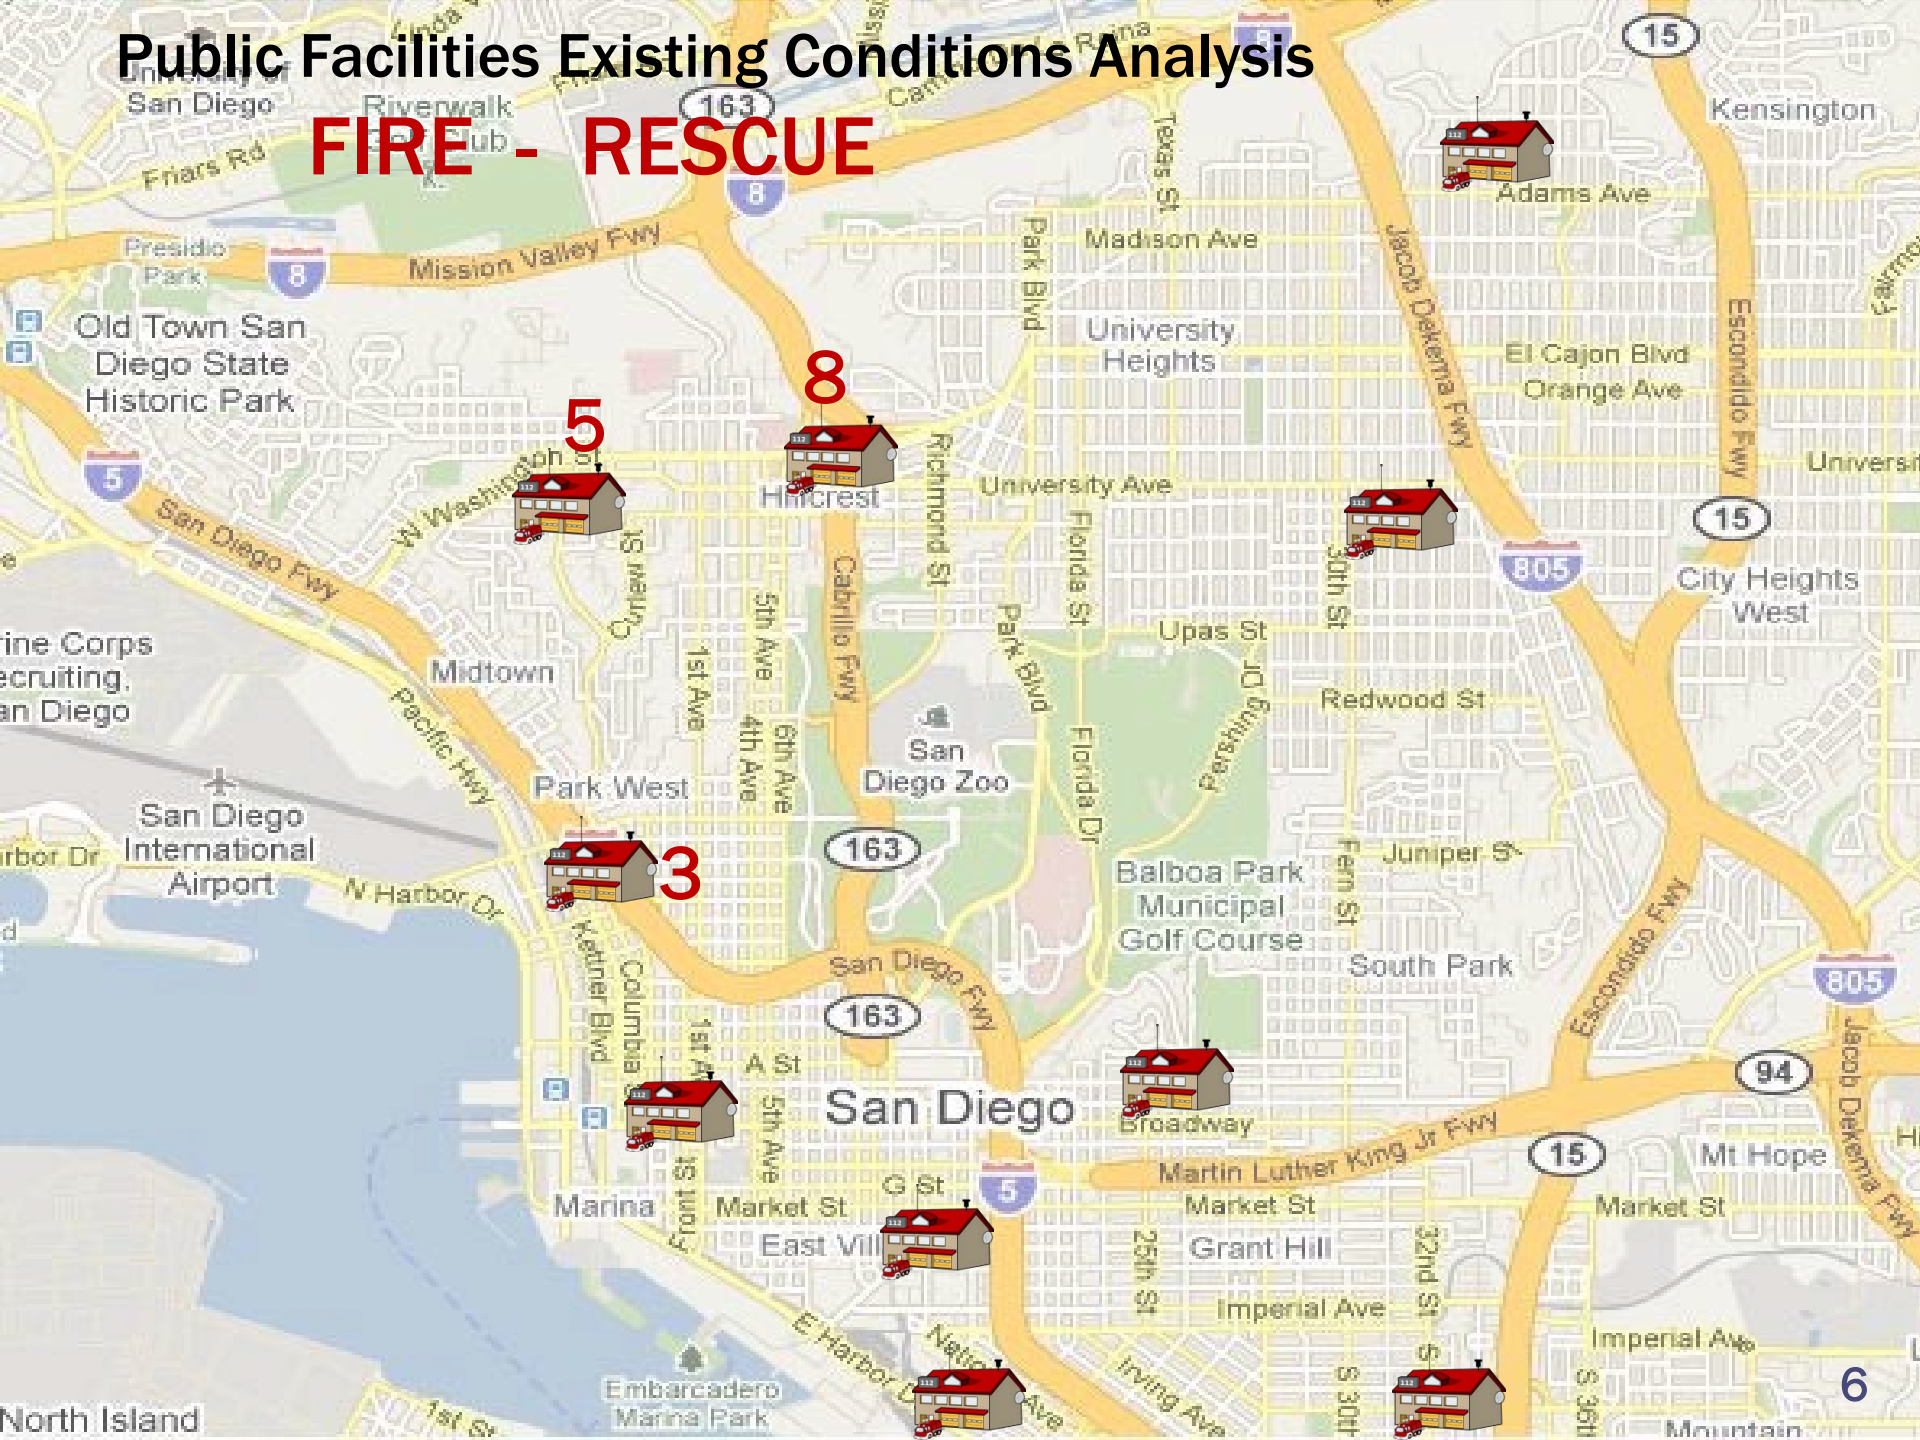 Public Facilities Existing Conditions Analysis
FIRE - RESCUE
San Diego
Riverwalk
163
8
15
Kensington
Friars Rd
Texas St
Adams Ave
Presidio
Park
8
Mission Valley Fwy
8
Park Blvd
Madison Ave
Jacob Dekema Fwy
Escondido Fwy
Old Town San
Diego State
Historic Park
University
Heights
El Cajon Blvd
Orange Ave
8
5
5
W Washington St
Hillcrest
Richmond St
University Ave
San Diego Fwy
Curlew St
5th Ave
Cabrillo Fwy
Florida St
30th St
805
15
City Heights
West
Upas St
Midtown
1st Ave
Park Blvd
Pershing Dr
Redwood St
Pacific Hwy
4th Ave
6th Ave
San
Diego Zoo
Florida Dr
Park West
San Diego
International
Airport
N Harbor Dr
3
163
Balboa Park
Municipal
Golf Course
Fern St
Juniper St
Escondido Fwy
Kettner Blvd
Columbia
San Diego Fwy
South Park
805
163
1st A
A St
5th Ave
San Diego
Broadway
94
Jacob Dekema Fwy
Martin Luther King Jr Fwy
15
Mt Hope
Marina
Front St
Market St
G St
5
Market St
Market St
East Vill
25th St
Grant Hill
32nd St
Imperial Ave
Imperial Ave
E Harbor D
Ave
Irving Ave
S 30th
S 36th
6
Embarcadero
Marina Park
North Island
1st St
Mountain